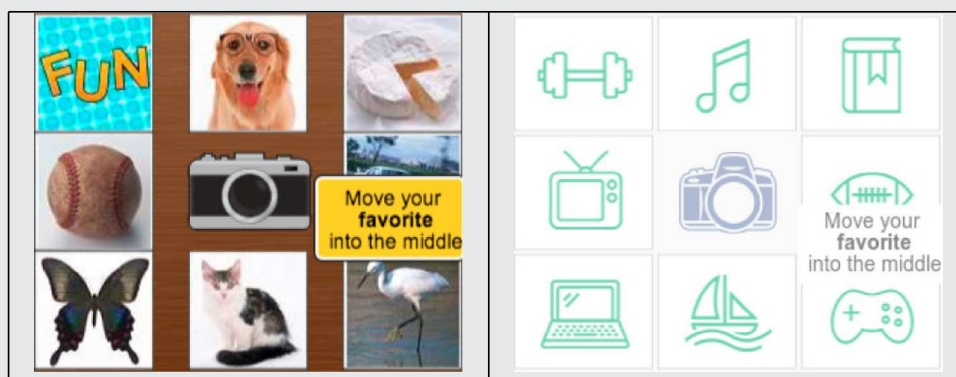 FUN
Move your
favorite
into the middle
Move your
favorite
into the middle